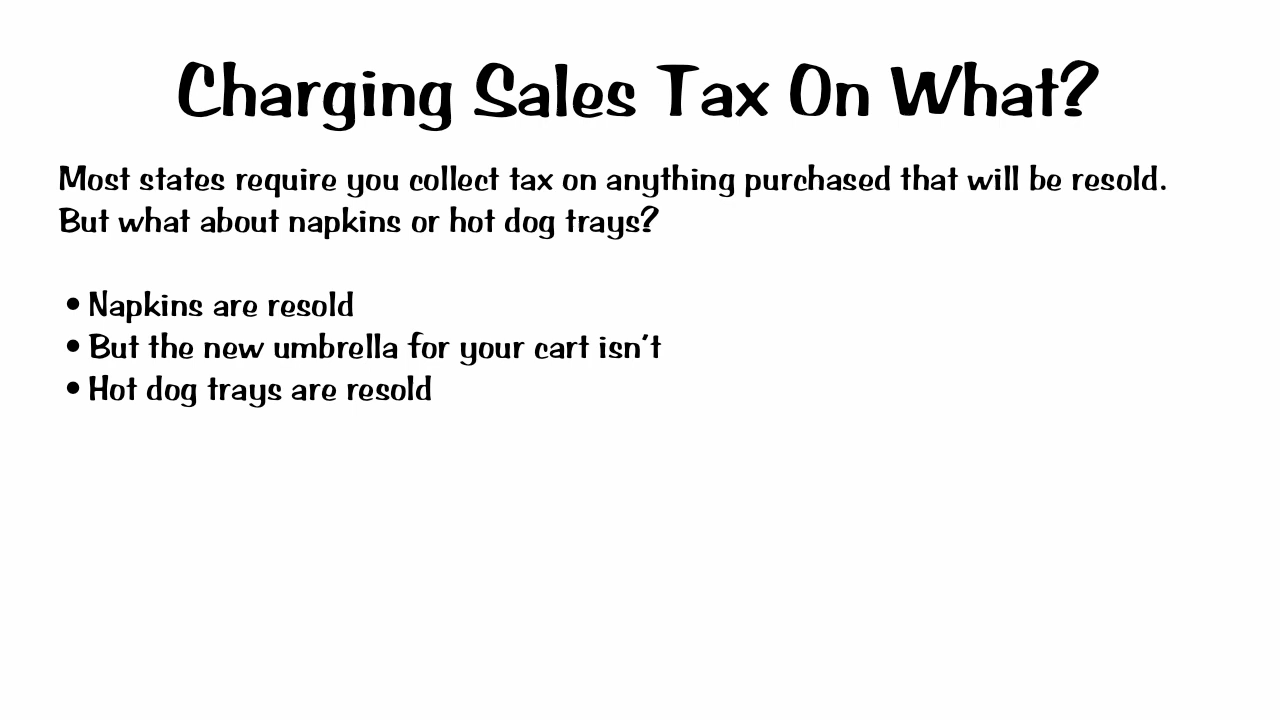 Charging Sales Tax On What?
Most states require you collect tax on anything purchased that will be resold.
But what about napkins or hot dog trays?
• Napkins are resold
• But the new umbrella for your cart isn't
• Hot dog trays are resold